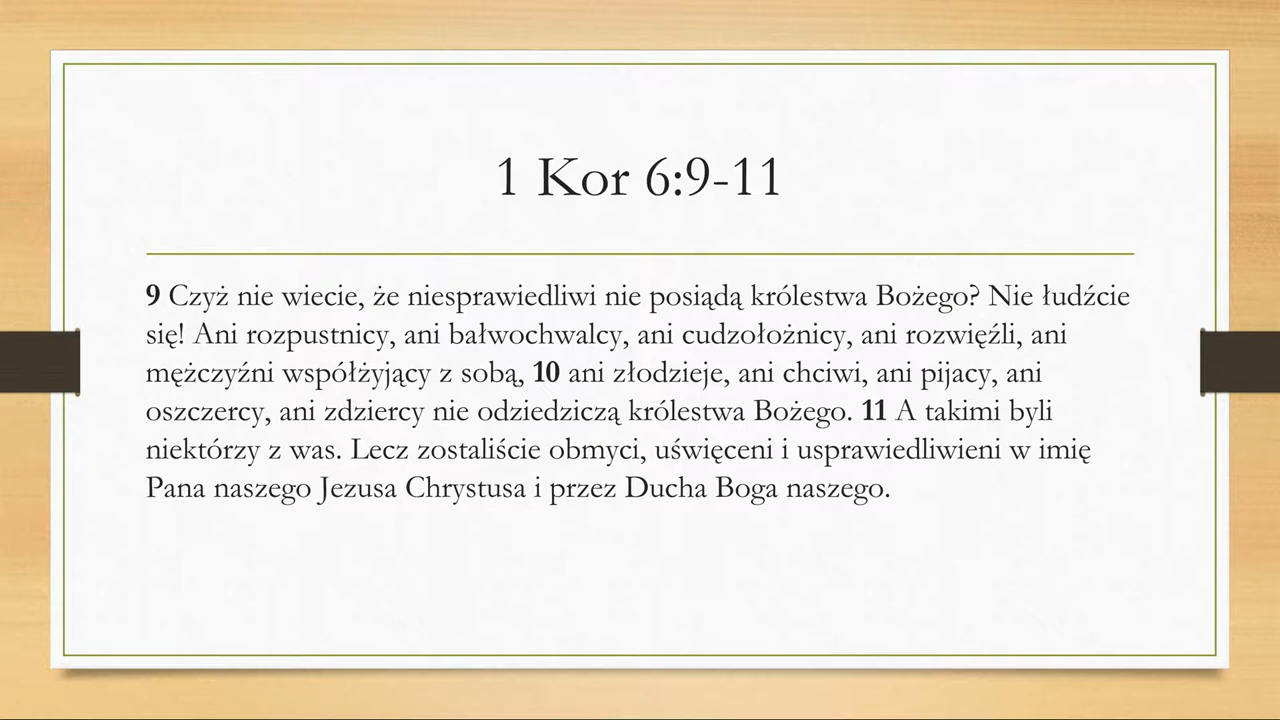 1 Kor 6:9-11
9 Czyż nie wiecie, że niesprawiedliwi nie posiądą królestwa Bożego? Nie łudźcie
się! Ani rozpustnicy, ani bałwochwalcy, ani cudzołożnicy, ani rozwięźli, ani
mężczyźni współżyjący z sobą, 10 ani złodzieje, ani chciwi, ani pijacy, ani
oszczercy, ani zdziercy nie odziedziczą królestwa Bożego. 11 A takimi byli
niektórzy z was. Lecz zostaliście obmyci, uświęceni i usprawiedliwieni w imię
Pana naszego Jezusa Chrystusa i przez Ducha Boga naszego.